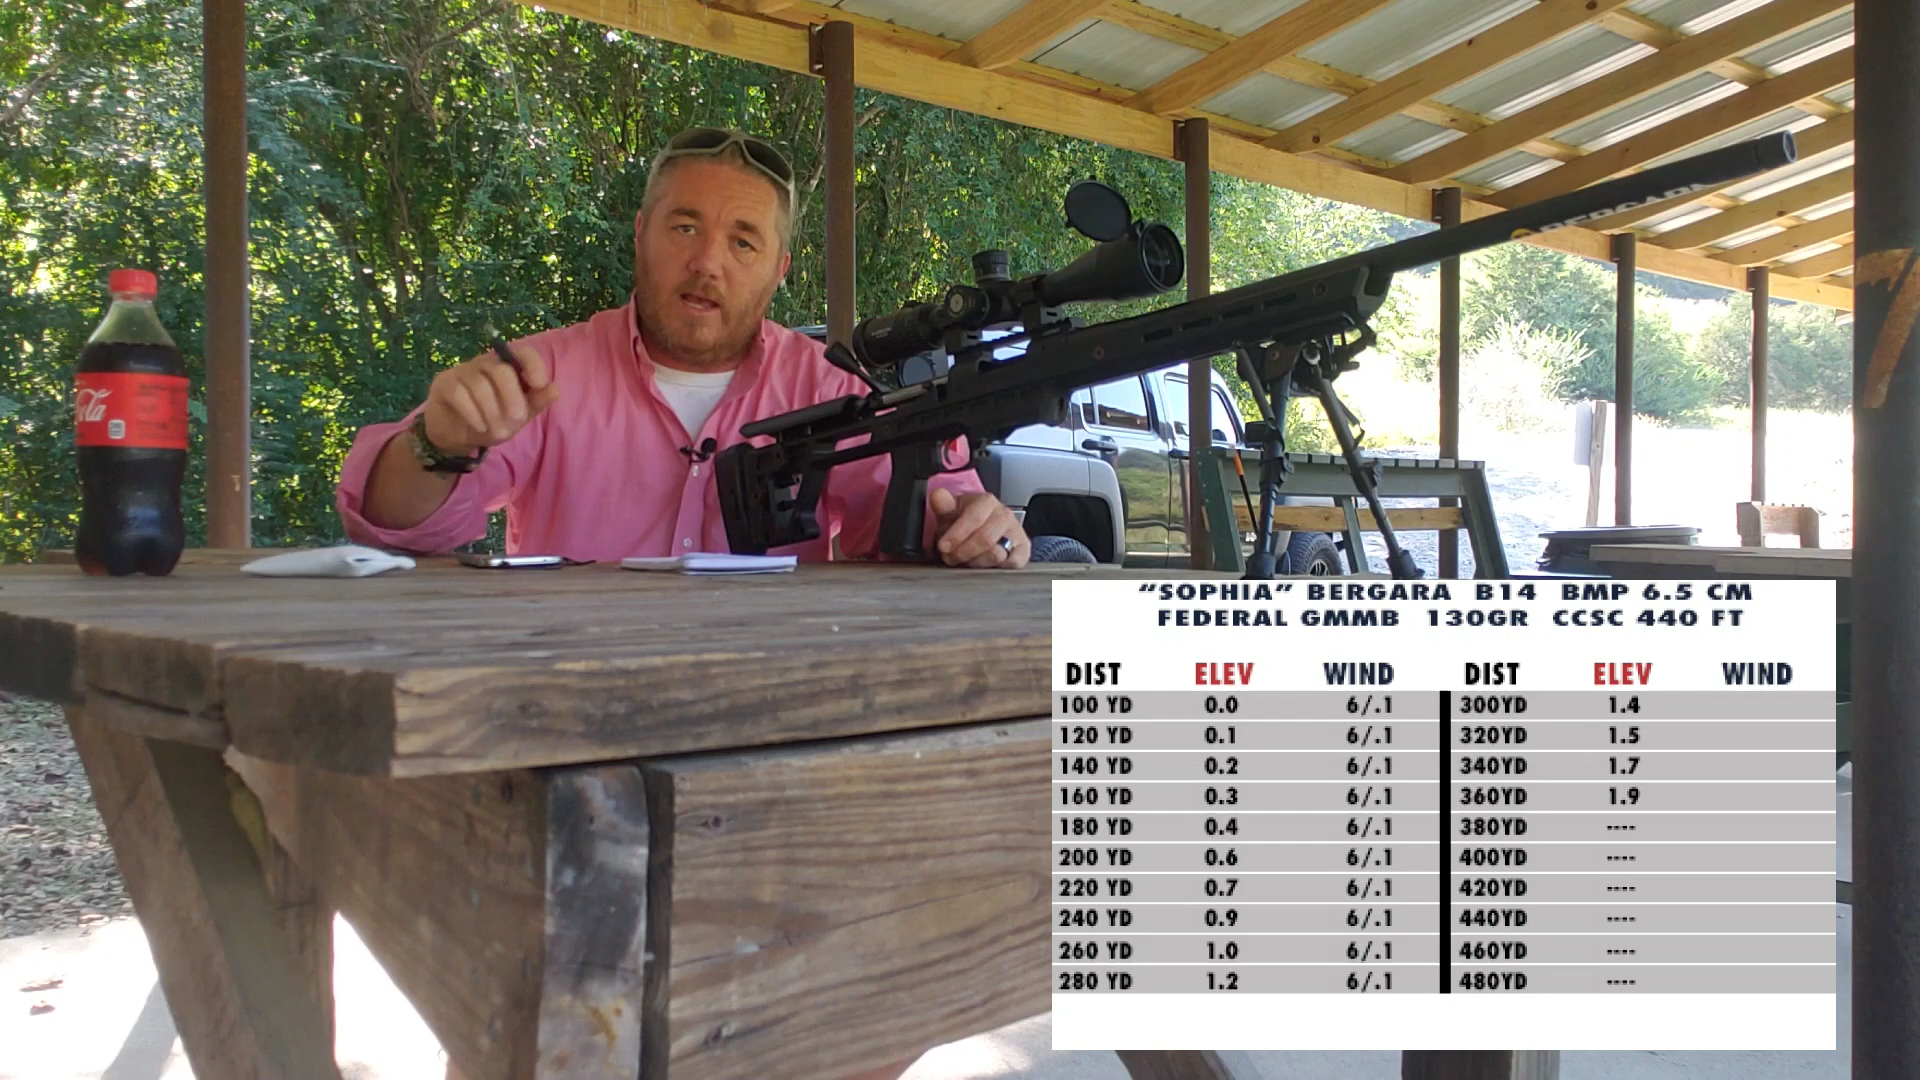 BERGARA
Cola
"SOPHIA" BERGARA B14 BMP 6.5 CM
FEDERAL GMMB 130GR CCSC 440 FT
DIST ELEV WIND DIST ELEV WIND
100 YD 0.0 6/.1 300YD 1.4
120 YD 0.1 6/.1 320YD 1.5
140 YD 0.2 6/.1 340YD 1.7
160 YD 0.3 6/.1 360YD 1.9
180 YD 0.4 6/.1 380YD ----
200 YD 0.6 6/.1 400YD ----
220 YD 0.7 6/.1 420YD ----
240 YD 0.9 6/.1 440YD ----
260 YD 1.0 6/.1 460YD ----
280 YD 1.2 6/.1 480YD ----